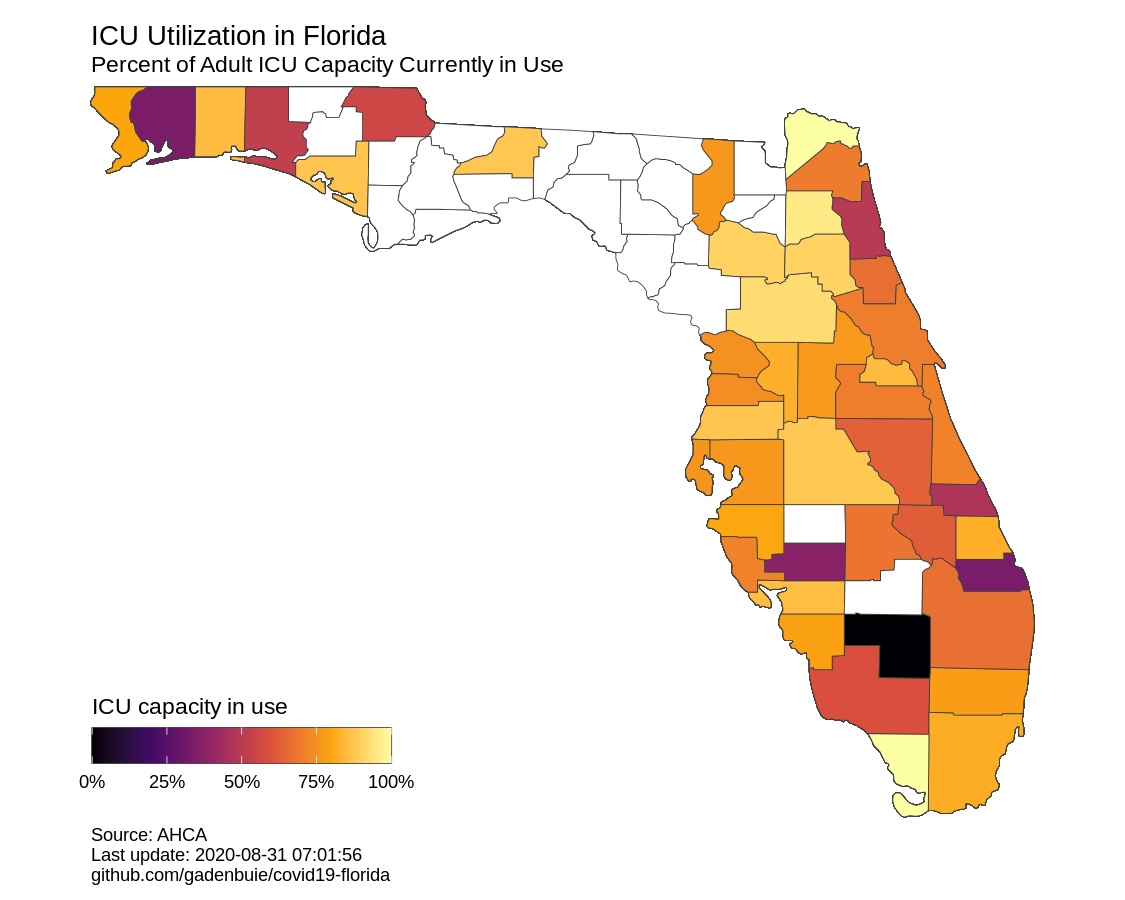 ICU Utilization in Florida
Percent of Adult ICU Capacity Currently in Use
ICU capacity in use
0% 25% 50% 75% 100%
Source: AHCA
Last update: 2020-08-31 07:01:56
github.com/gadenbuie/covid19-florida